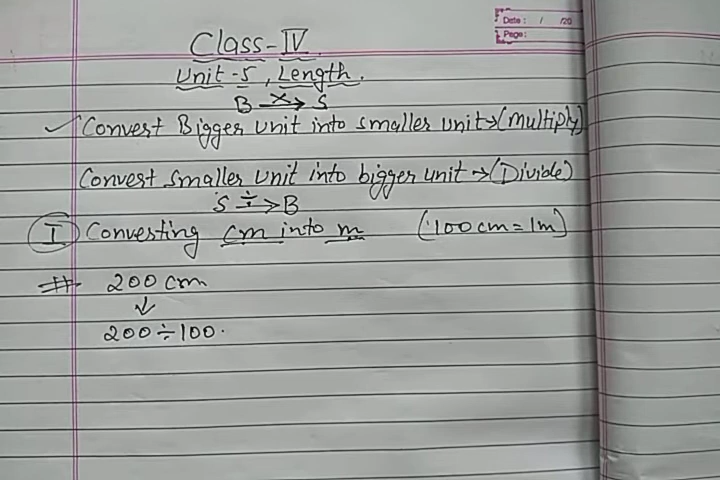 Date: / /20
Page:
Class-IV
Unit-5, Length.
B ×→ S
Convert Bigger unit into smaller unit→(multiply)
Convert smaller unit into bigger unit→(Divide)
S ÷→ B
I Converting cm into m (100 cm = 1m)
# 200 cm
↓
200 ÷ 100.